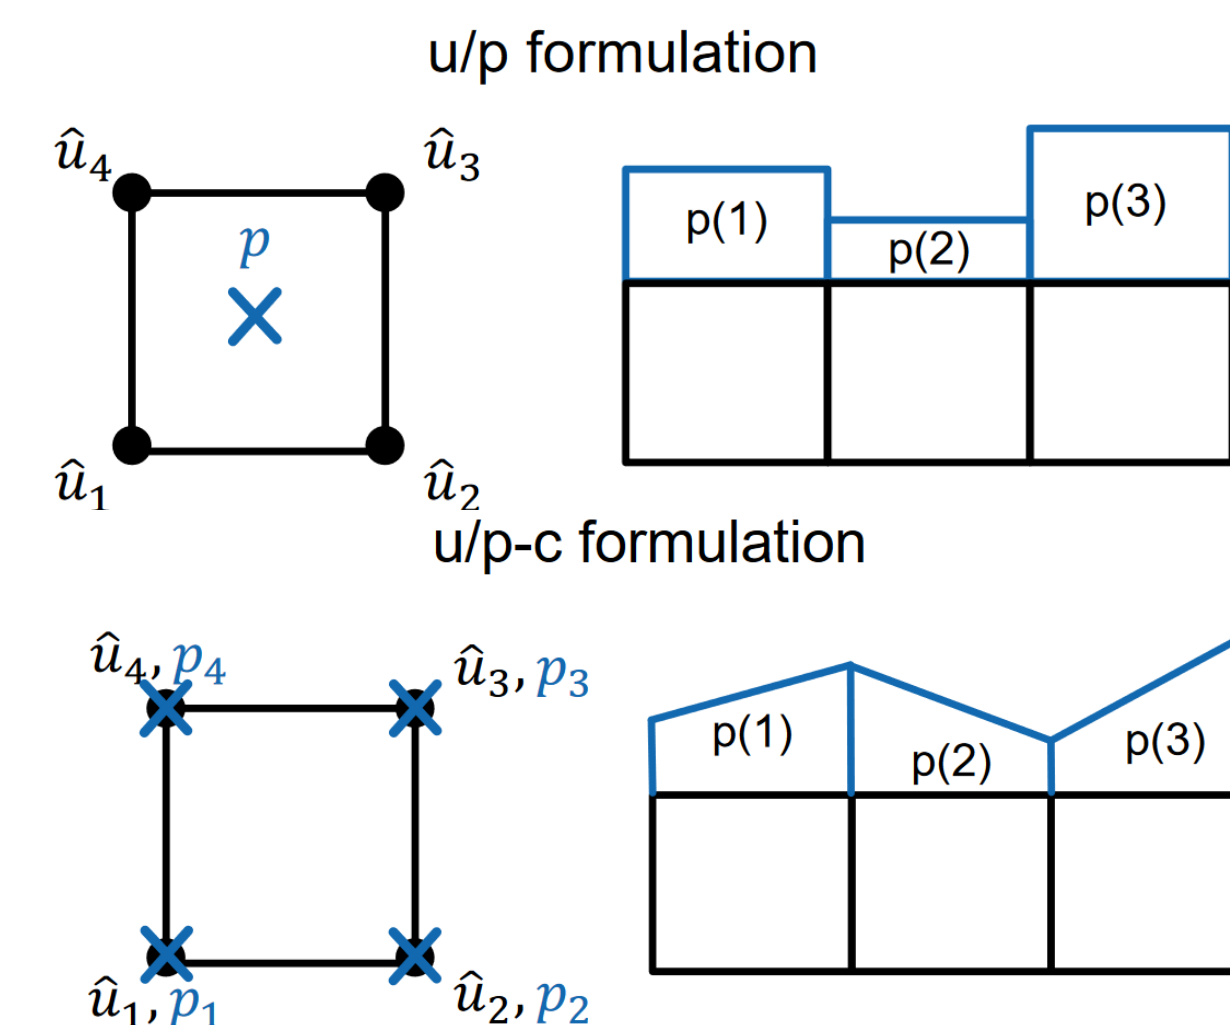 u/p formulation
û₄ û₃
p
p(1) p(2) p(3)
û₁ û₂
u/p-c formulation
û₄, p₄ û₃, p₃
p(1) p(2) p(3)
û₁, p₁ û₂, p₂